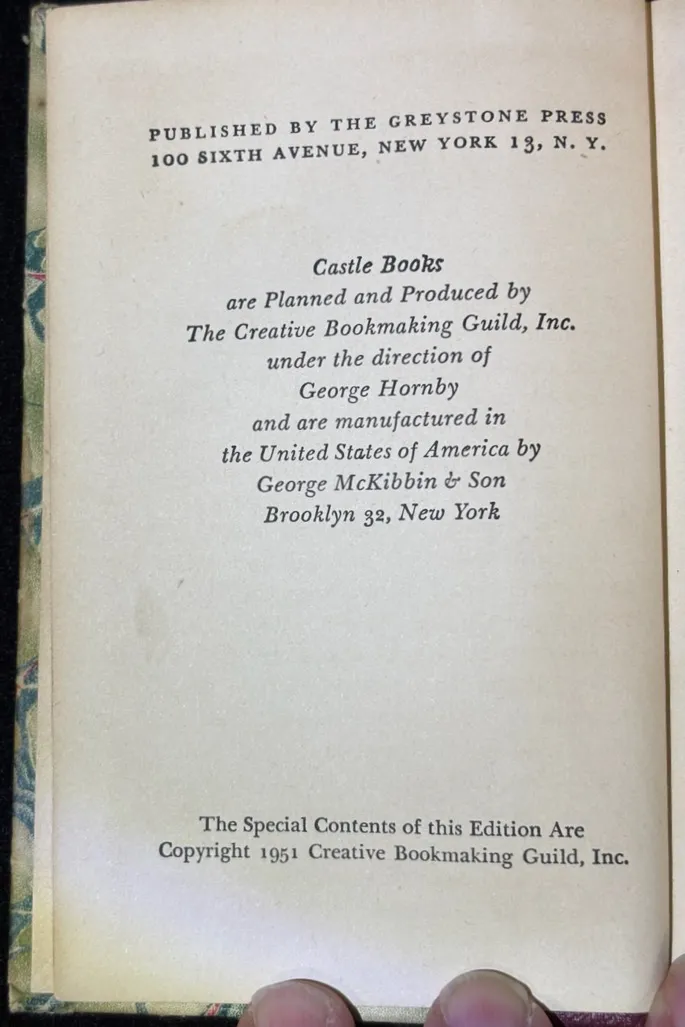 PUBLISHED BY THE GREYSTONE PRESS
100 SIXTH AVENUE, NEW YORK 13, N. Y.
Castle Books
are Planned and Produced by
The Creative Bookmaking Guild, Inc.
under the direction of
George Hornby
and are manufactured in
the United States of America by
George McKibbin & Son
Brooklyn 32, New York
The Special Contents of this Edition Are
Copyright 1951 Creative Bookmaking Guild, Inc.